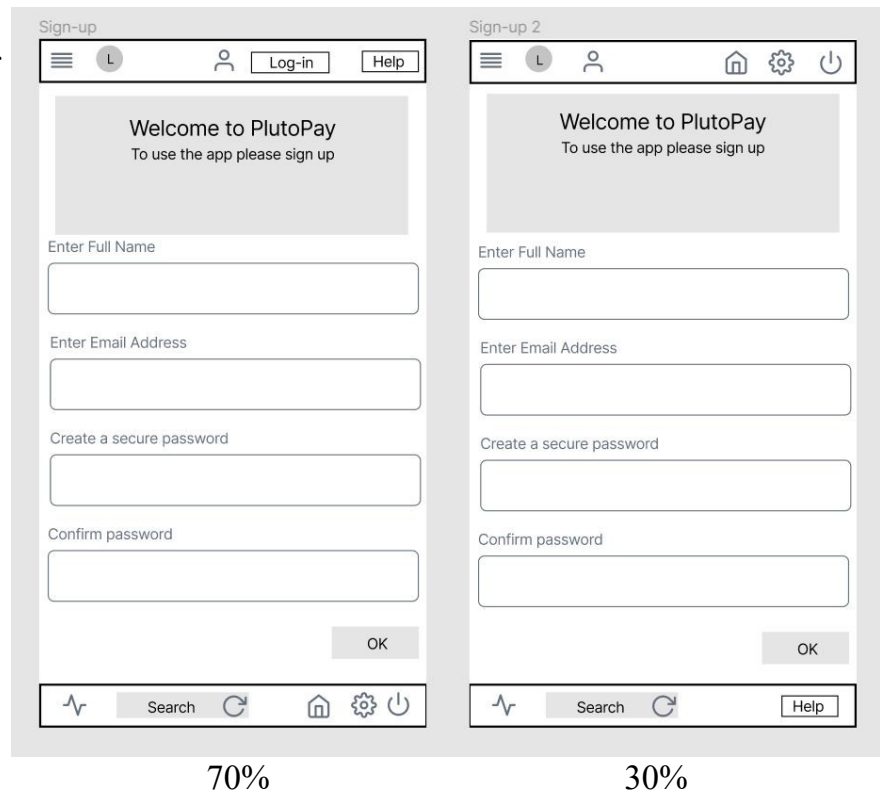 Sign-up
L
Log-in
Help
Welcome to PlutoPay
To use the app please sign up
Enter Full Name
Enter Email Address
Create a secure password
Confirm password
OK
Search
70%
Sign-up 2
L
Welcome to PlutoPay
To use the app please sign up
Enter Full Name
Enter Email Address
Create a secure password
Confirm password
OK
Search
Help
30%